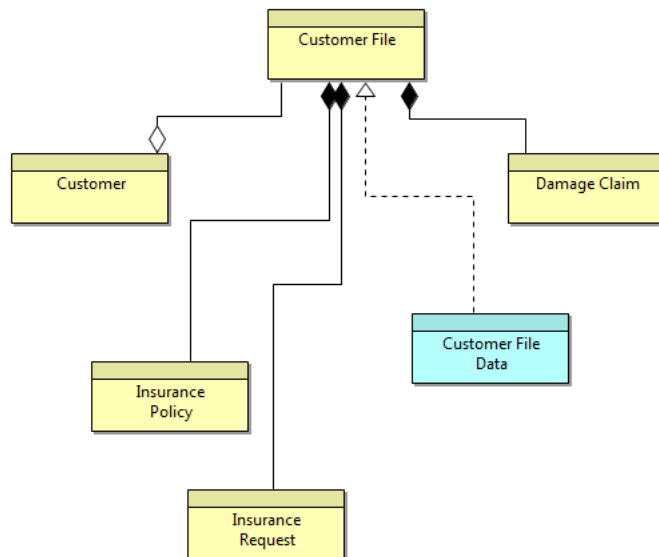 Customer File
Customer
Damage Claim
Customer File
Data
Insurance
Policy
Insurance
Request